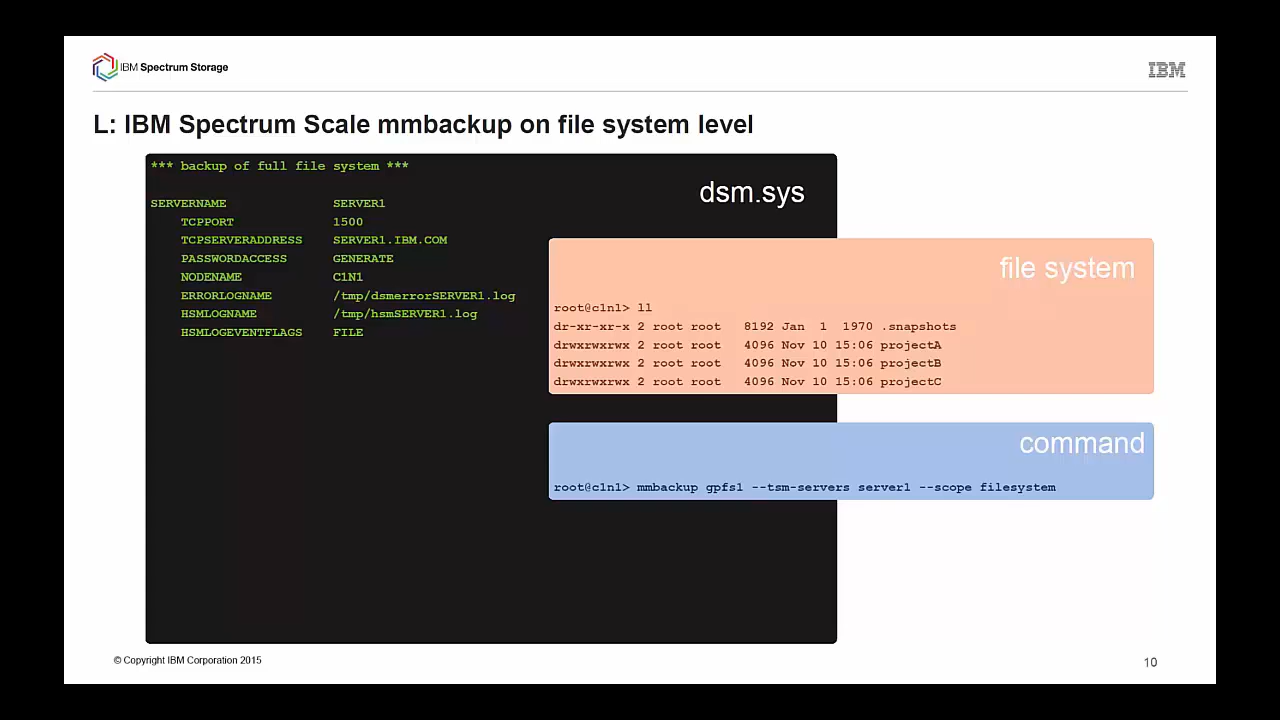 IBM Spectrum Storage
IBM
L: IBM Spectrum Scale mmbackup on file system level
*** backup of full file system ***
dsm.sys
SERVERNAME SERVER1
TCPPORT 1500
TCPSERVERADDRESS SERVER1.IBM.COM
PASSWORDACCESS GENERATE
NODENAME C1N1
ERRORLOGNAME /tmp/dsmerrorSERVER1.log
HSMLOGNAME /tmp/hsmSERVER1.log
HSMLOGEVENTFLAGS FILE
file system
root@c1n1> ll
dr-xr-xr-x 2 root root 8192 Jan 1 1970 .snapshots
drwxrwxrwx 2 root root 4096 Nov 10 15:06 projectA
drwxrwxrwx 2 root root 4096 Nov 10 15:06 projectB
drwxrwxrwx 2 root root 4096 Nov 10 15:06 projectC
command
root@c1n1> mmbackup gpfs1 --tsm-servers server1 --scope filesystem
© Copyright IBM Corporation 2015
10